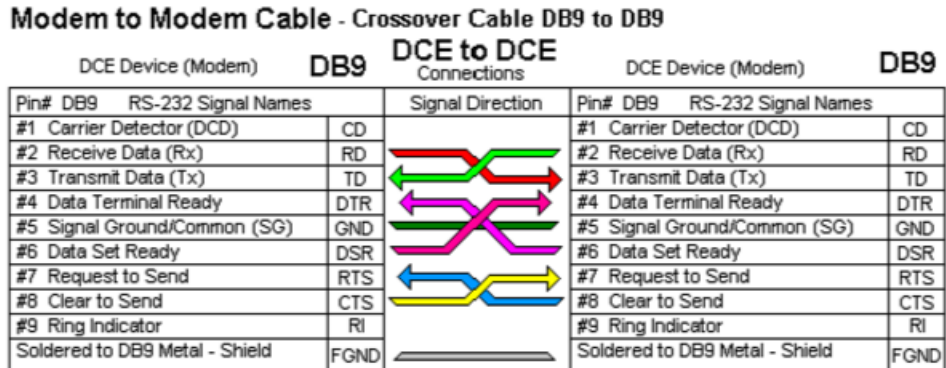 Modem to Modem Cable - Crossover Cable DB9 to DB9
DCE Device (Modem) DB9 DCE to DCE Connections DCE Device (Modem) DB9
Pin# DB9 RS-232 Signal Names Signal Direction Pin# DB9 RS-232 Signal Names
#1 Carrier Detector (DCD) CD #1 Carrier Detector (DCD) CD
#2 Receive Data (Rx) RD #2 Receive Data (Rx) RD
#3 Transmit Data (Tx) TD #3 Transmit Data (Tx) TD
#4 Data Terminal Ready DTR #4 Data Terminal Ready DTR
#5 Signal Ground/Common (SG) GND #5 Signal Ground/Common (SG) GND
#6 Data Set Ready DSR #6 Data Set Ready DSR
#7 Request to Send RTS #7 Request to Send RTS
#8 Clear to Send CTS #8 Clear to Send CTS
#9 Ring Indicator RI #9 Ring Indicator RI
Soldered to DB9 Metal - Shield FGND Soldered to DB9 Metal - Shield FGND